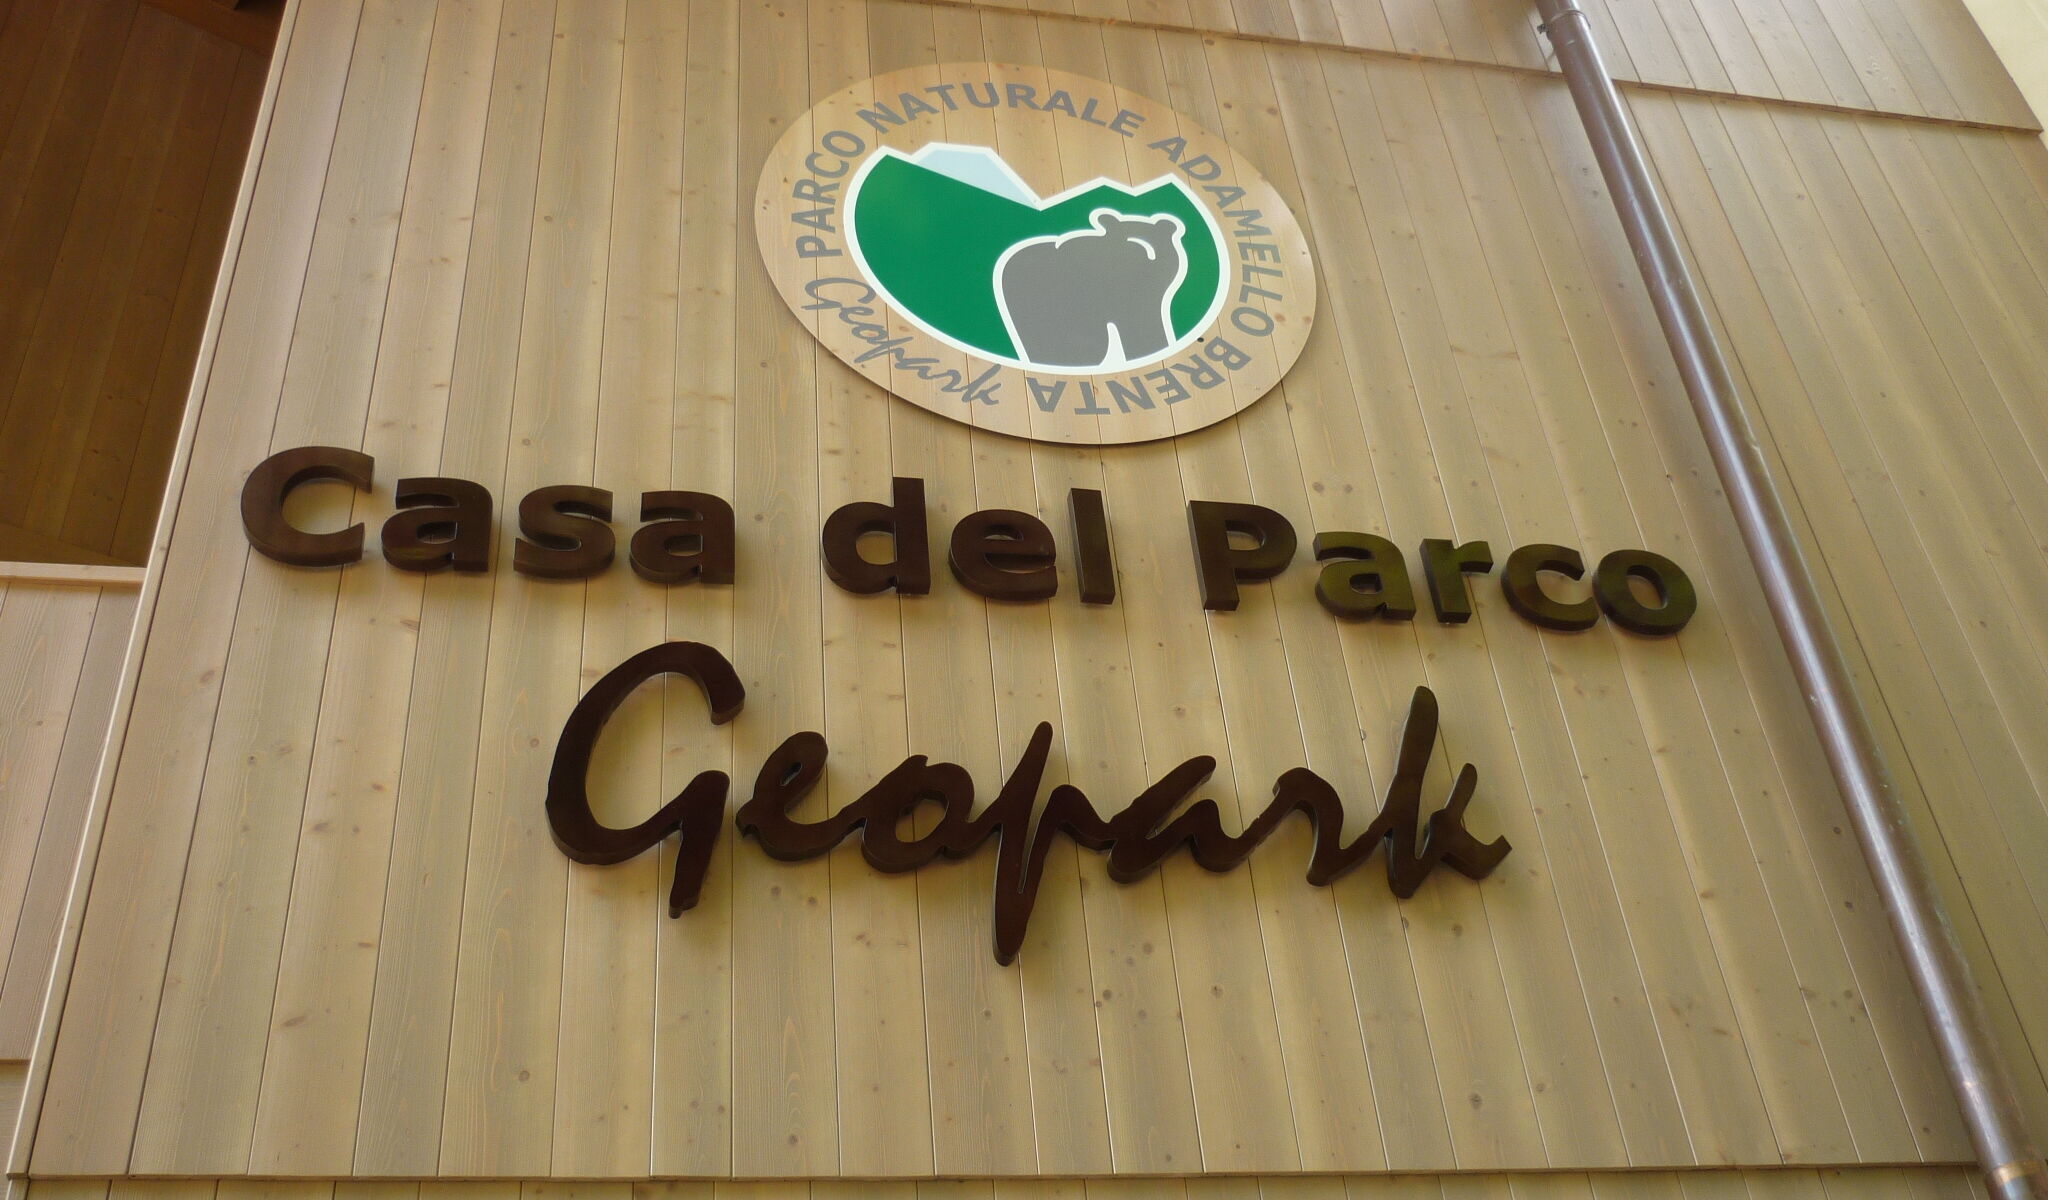 PARCO NATURALE ADAMELLO BRENTA
Geopark
Casa del Parco
Geopark